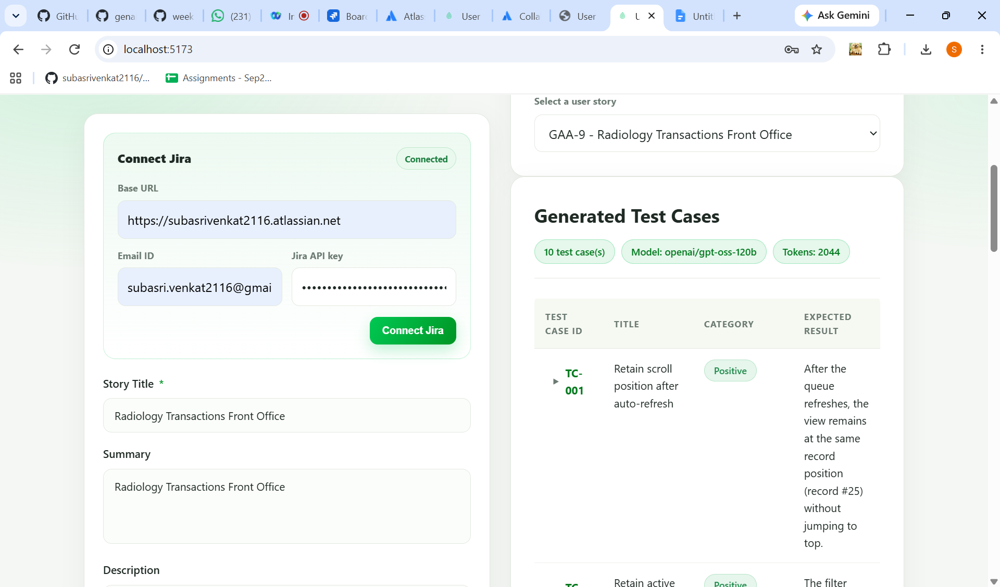 GitHu
gena
week
(231)
Ir
Board
Atlas
User
Colla
User
U
Untit
Ask Gemini
localhost:5173
S
subasrivenkat2116/...
Assignments - Sep2...
Connect Jira
Connected
Base URL
https://subasrivenkat2116.atlassian.net
Email ID
Jira API key
subasri.venkat2116@gmai
••••••••••••••••••••••••••••••
Connect Jira
Story Title *
Radiology Transactions Front Office
Summary
Radiology Transactions Front Office
Description
Select a user story
GAA-9 - Radiology Transactions Front Office
Generated Test Cases
10 test case(s)
Model: openai/gpt-oss-120b
Tokens: 2044
TEST
CASE ID
TITLE
CATEGORY
EXPECTED
RESULT
TC-
001
Retain scroll
position after
auto-refresh
Positive
After the
queue
refreshes, the
view remains
at the same
record
position
(record #25)
without
jumping to
top.
TC-
Retain active
Positive
The filter